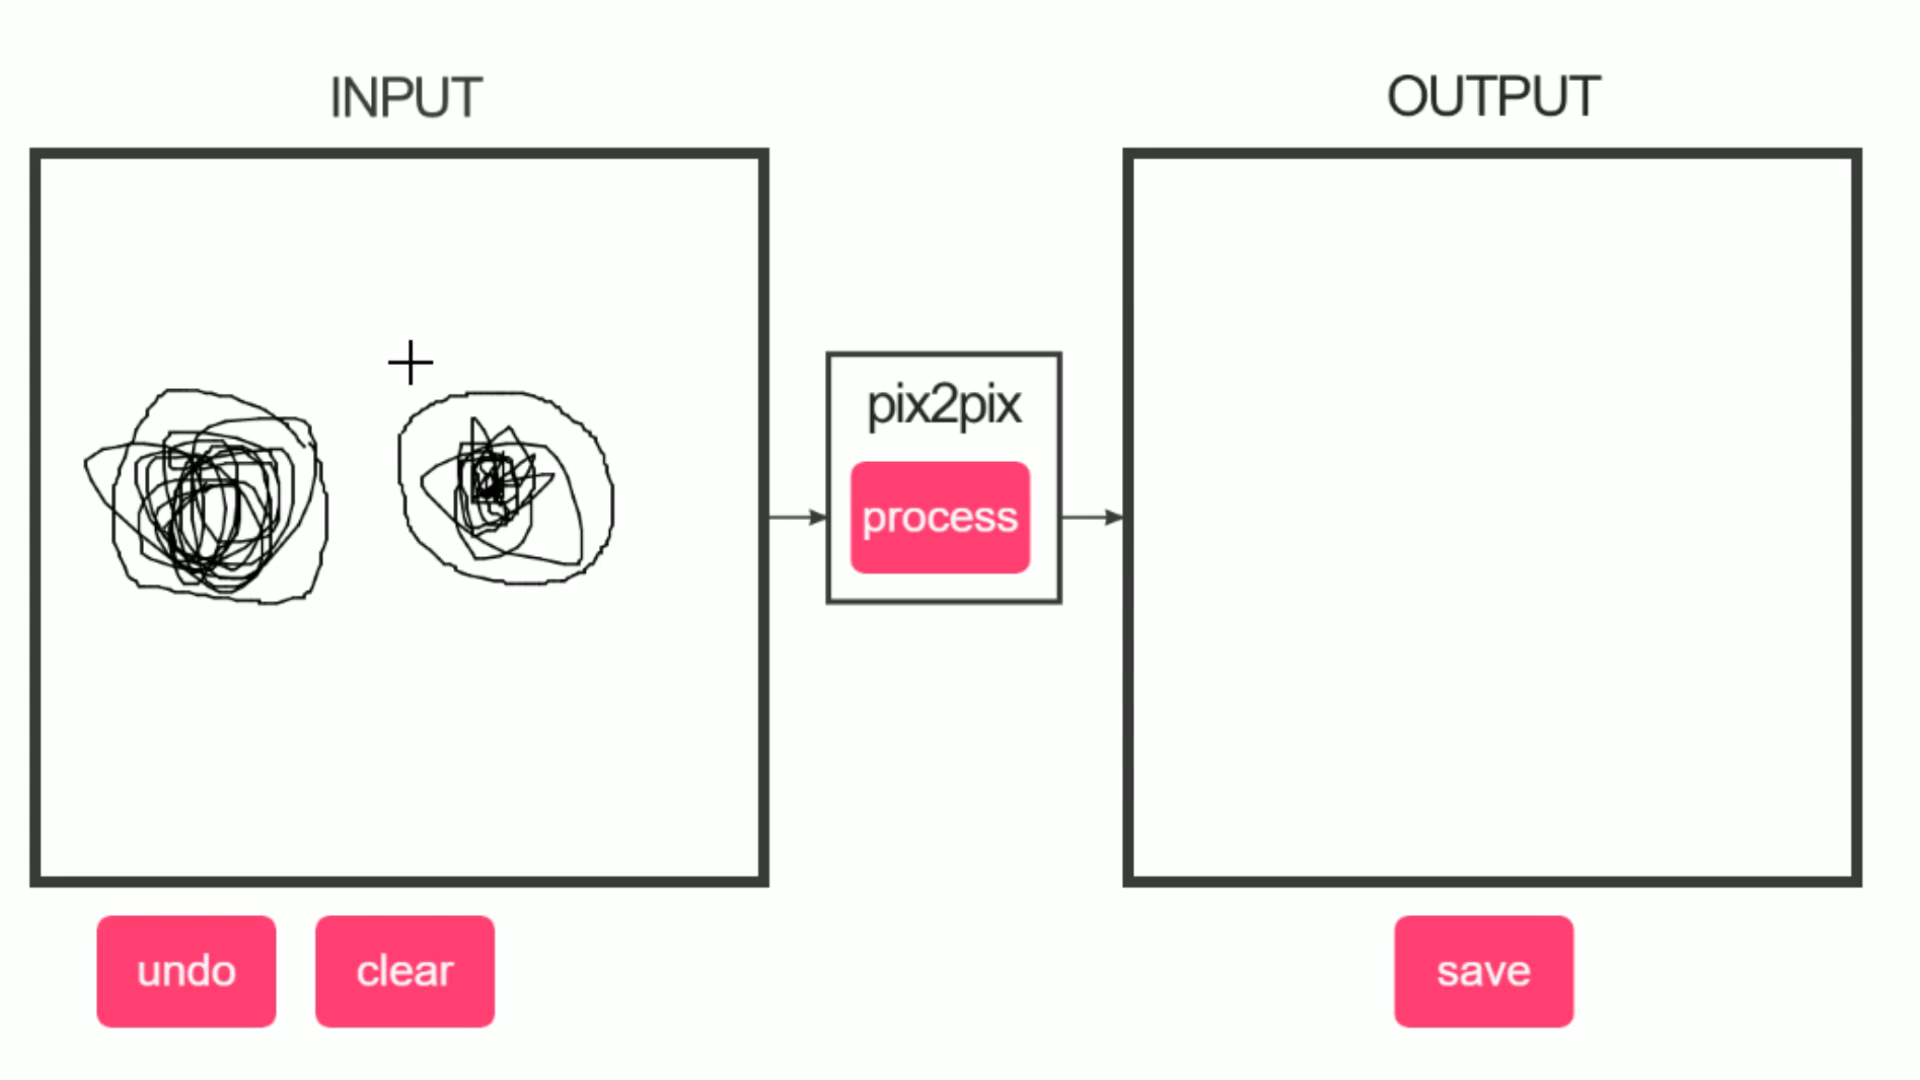 INPUT
OUTPUT
pix2pix
process
undo
clear
save